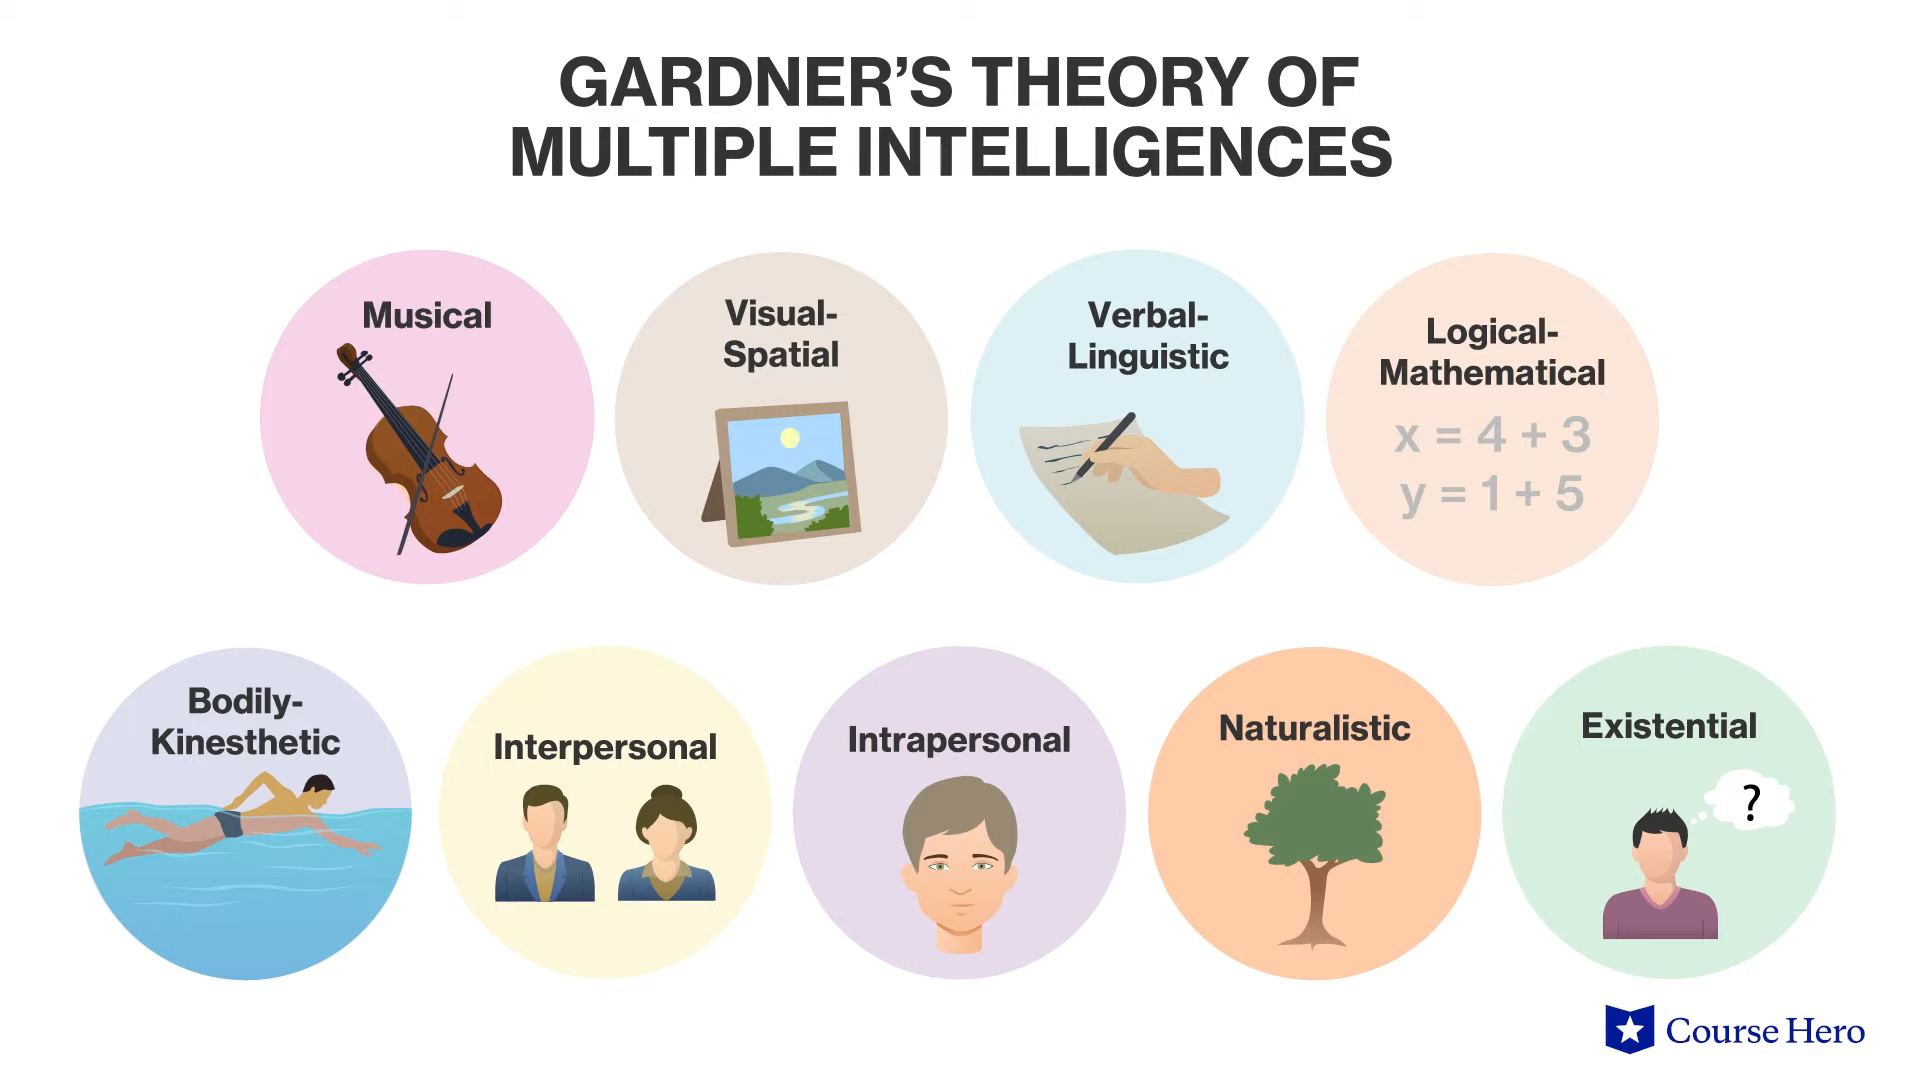 GARDNER’S THEORY OF
MULTIPLE INTELLIGENCES
Musical
Visual-
Spatial
Verbal-
Linguistic
Logical-
Mathematical
x = 4 + 3
y = 1 + 5
Bodily-
Kinesthetic
Interpersonal
Intrapersonal
Naturalistic
Existential
?
Course Hero